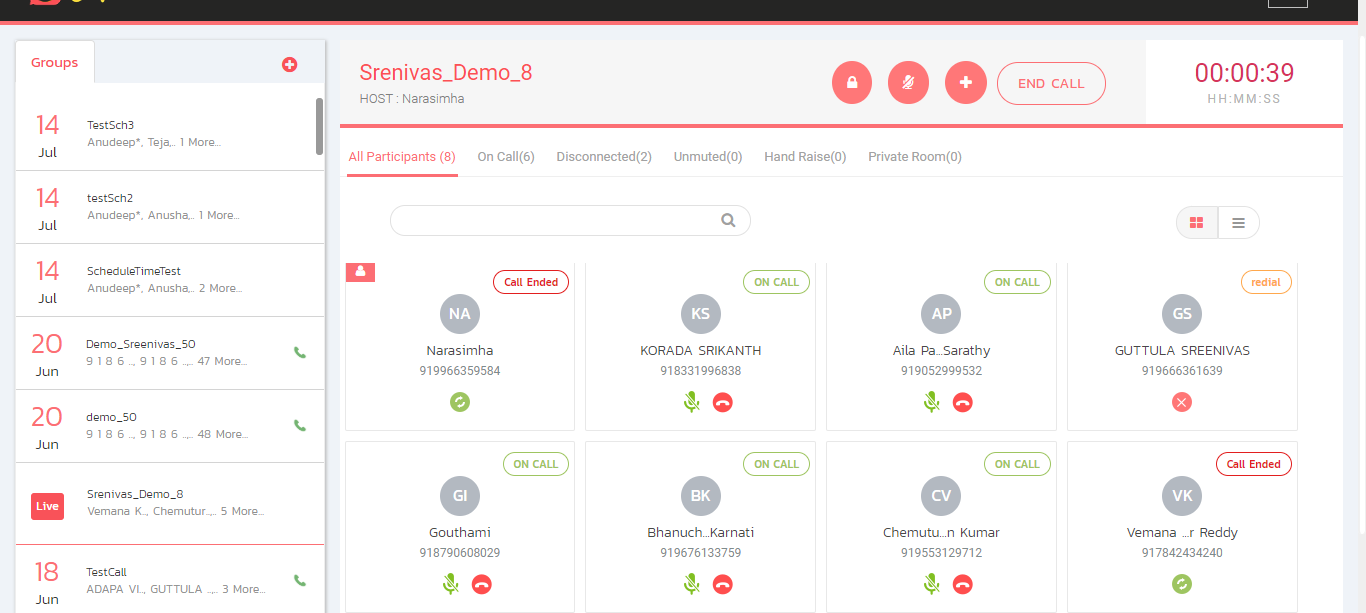 Groups
14
Jul
TestSch3
Anudeep*, Teja,.. 1 More...
14
Jul
testSch2
Anudeep*, Anusha,.. 1 More...
14
Jul
ScheduleTimeTest
Anudeep*, Anusha,.. 2 More...
20
Jun
Demo_Sreenivas_50
9 1 8 6 .., 9 1 8 6 ..,.. 47 More...
20
Jun
demo_50
9 1 8 6 .., 9 1 8 6 ..,.. 48 More...
Live
Srenivas_Demo_8
Vemana K.., Chemutur..,.. 5 More...
18
Jun
TestCall
ADAPA VI.., GUTTULA ..,.. 3 More...
Srenivas_Demo_8
HOST : Narasimha
END CALL
00:00:39
HH:MM:SS
All Participants (8) On Call(6) Disconnected(2) Unmuted(0) Hand Raise(0) Private Room(0)
Call Ended
NA
Narasimha
919966359584
ON CALL
KS
KORADA SRIKANTH
918331996838
ON CALL
AP
Aila Pa...Sarathy
919052999532
redial
GS
GUTTULA SREENIVAS
919666361639
ON CALL
GI
Gouthami
918790608029
ON CALL
BK
Bhanuch...Karnati
919676133759
ON CALL
CV
Chemutu...n Kumar
919553129712
Call Ended
VK
Vemana ...r Reddy
917842434240